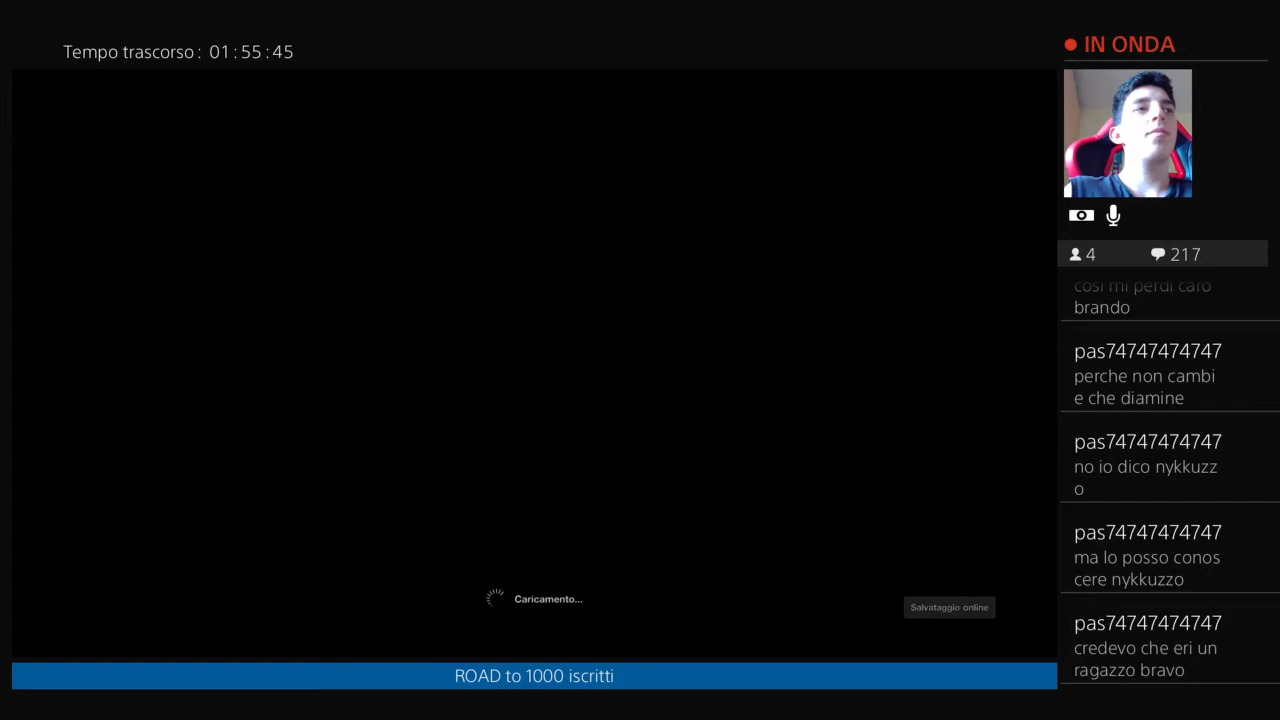 Tempo trascorso: 01:55:45
IN ONDA
4
217
così mi perdi caro
brando
pas74747474747
perche non cambi
e che diamine
pas74747474747
no io dico nykkuzz
o
pas74747474747
ma lo posso conos
cere nykkuzzo
pas74747474747
credevo che eri un
ragazzo bravo
Caricamento...
Salvataggio online
ROAD to 1000 iscritti